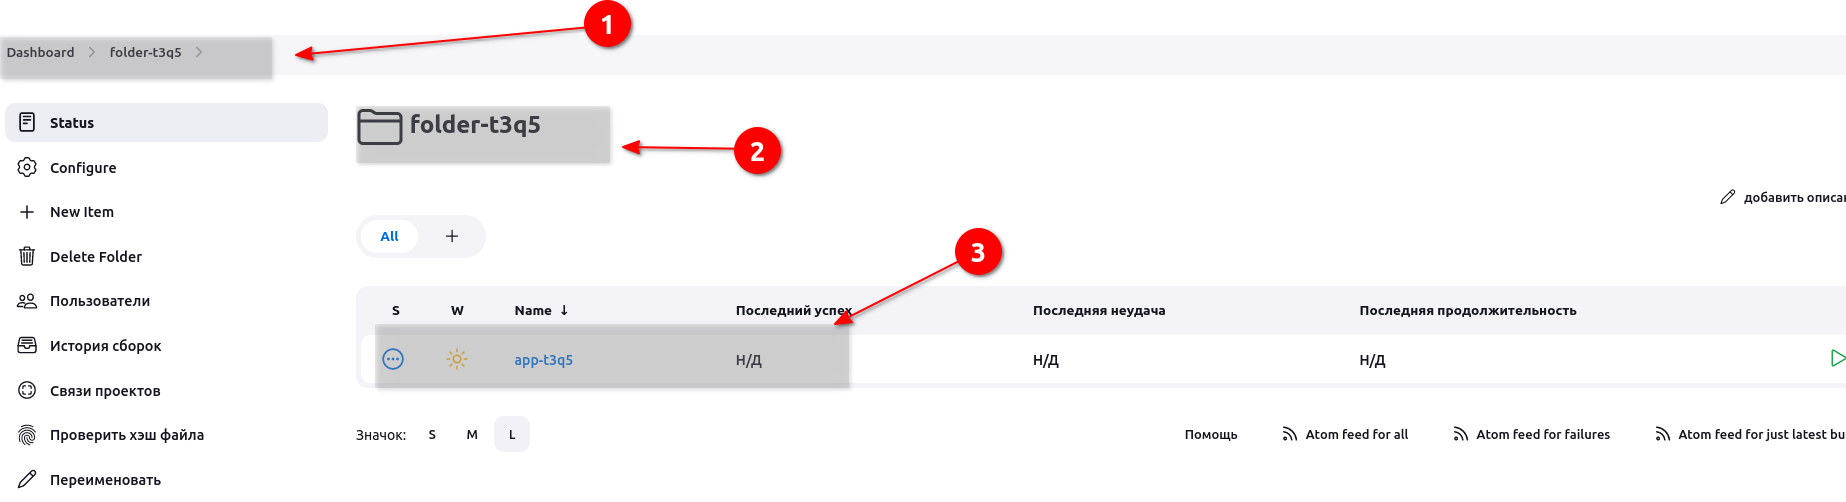 1
Dashboard folder-t3q5
Status
Configure
New Item
Delete Folder
Пользователи
История сборок
Связи проектов
Проверить хэш файла
Переименовать
folder-t3q5
2
добавить описан
All +
3
S W Name ↓ Последний успех Последняя неудача Последняя продолжительность
app-t3q5 Н/Д Н/Д Н/Д
Значок: S M L
Помощь Atom feed for all Atom feed for failures Atom feed for just latest bu